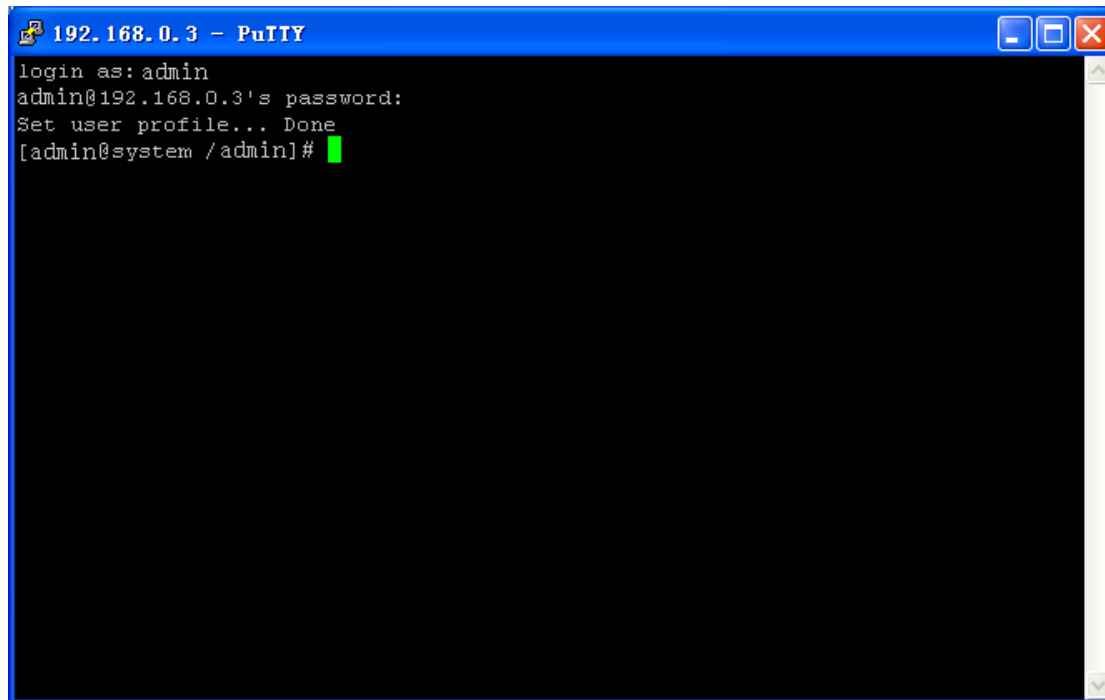 192.168.0.3 - PuTTY
login as: admin
admin@192.168.0.3's password:
Set user profile... Done
[admin@system /admin]#